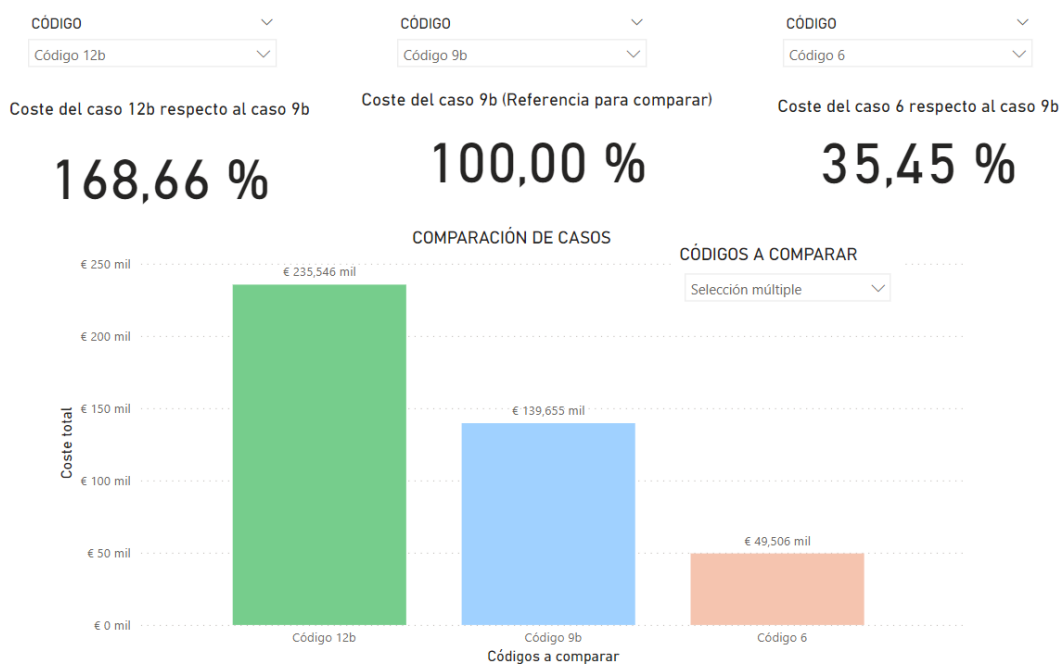 CÓDIGO
Código 12b
CÓDIGO
Código 9b
CÓDIGO
Código 6
Coste del caso 12b respecto al caso 9b
168,66 %
Coste del caso 9b (Referencia para comparar)
100,00 %
Coste del caso 6 respecto al caso 9b
35,45 %
COMPARACIÓN DE CASOS
CÓDIGOS A COMPARAR
Selección múltiple
Coste total
€ 250 mil
€ 200 mil
€ 150 mil
€ 100 mil
€ 50 mil
€ 0 mil
€ 235,546 mil
€ 139,655 mil
€ 49,506 mil
Código 12b
Código 9b
Código 6
Códigos a comparar